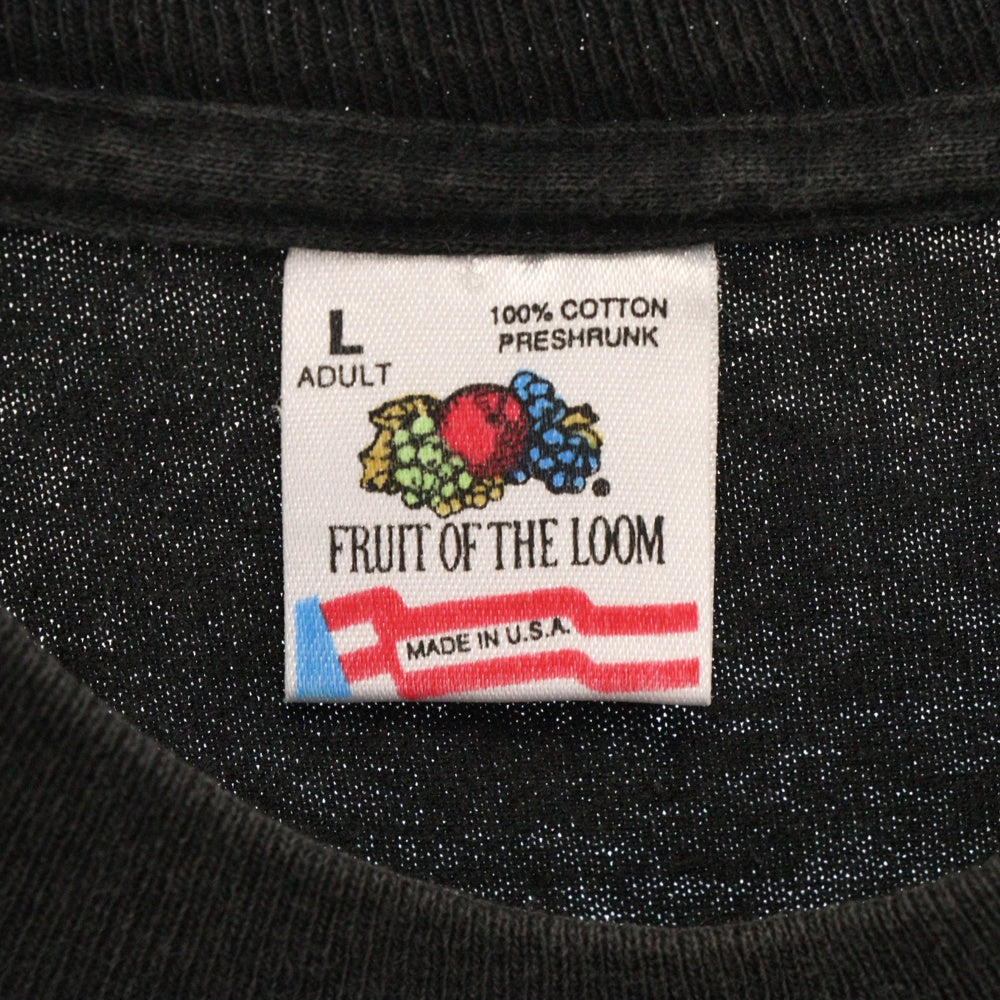 L
ADULT
100% COTTON
PRESHRUNK
FRUIT OF THE LOOM
MADE IN U.S.A.